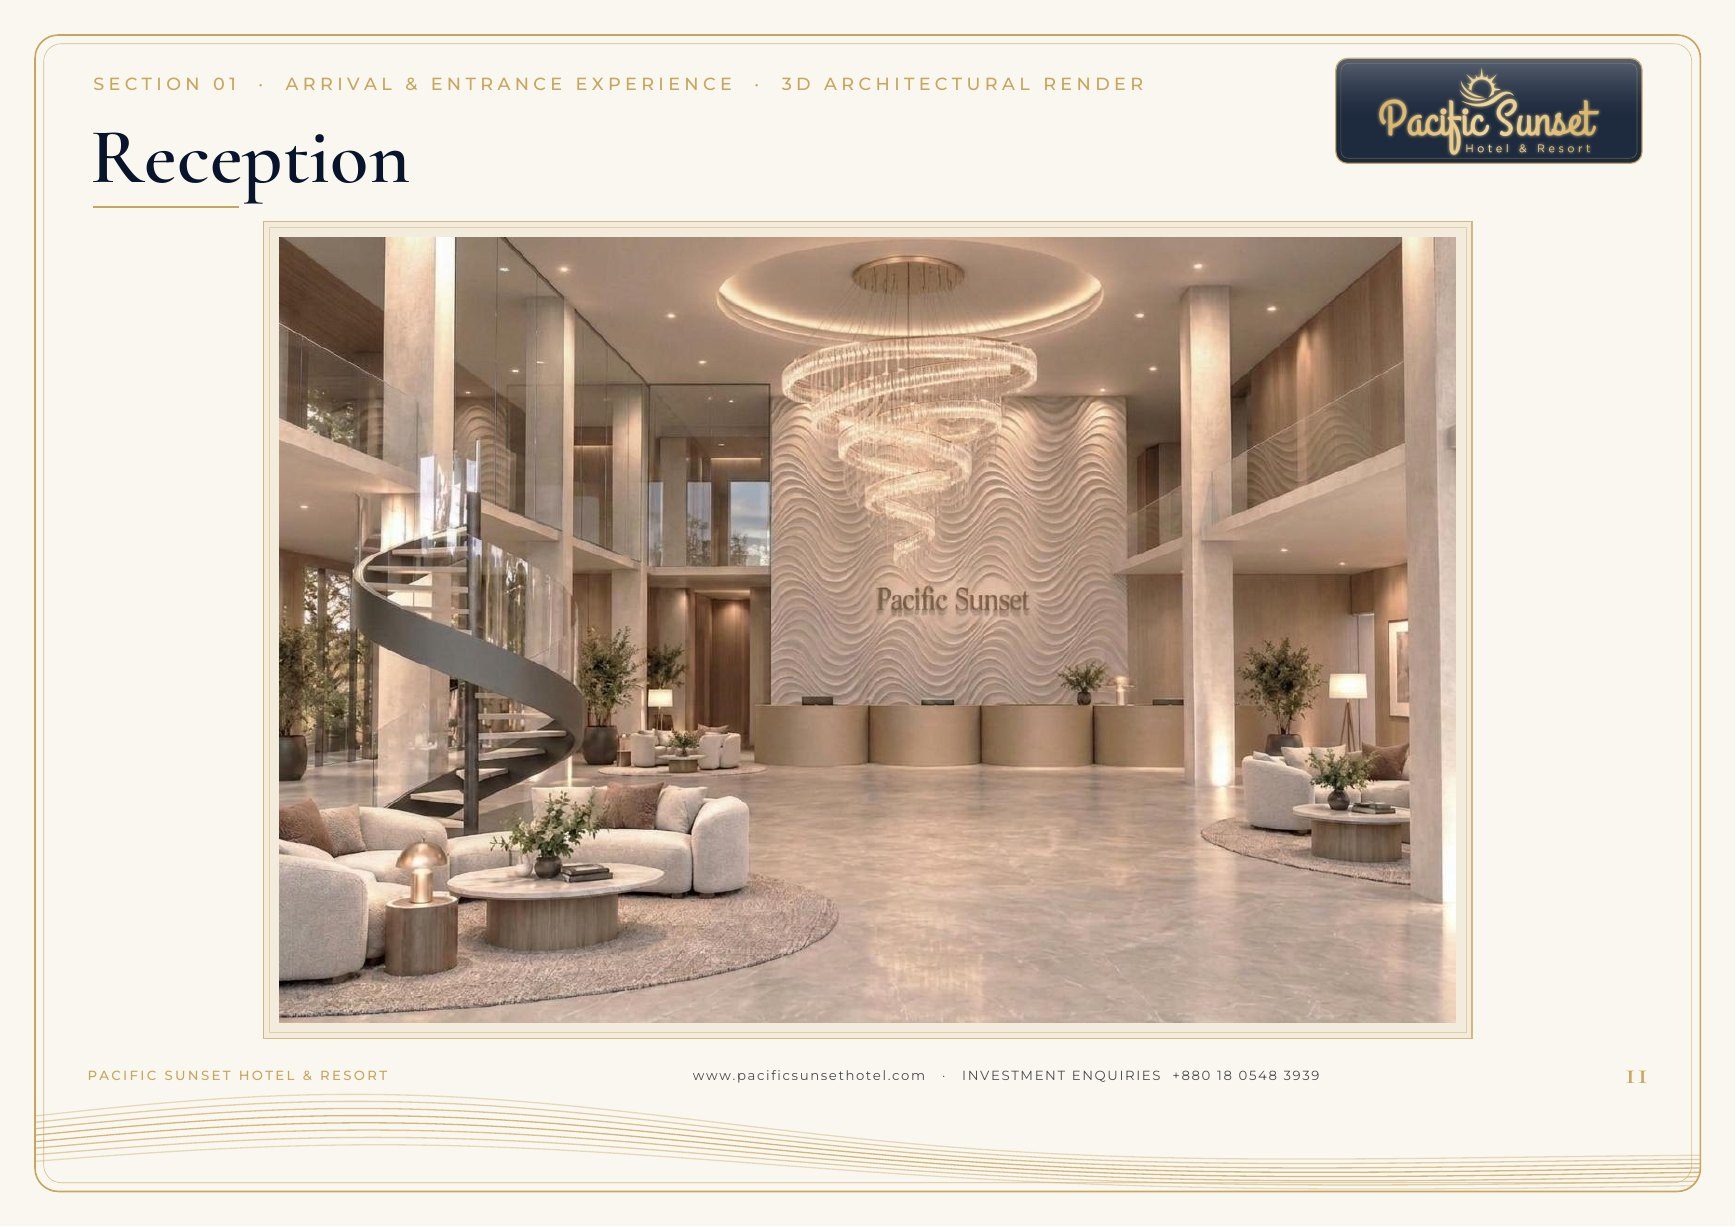 SECTION 01 · ARRIVAL & ENTRANCE EXPERIENCE · 3D ARCHITECTURAL RENDER
Pacific Sunset
Hotel & Resort
Reception
Pacific Sunset
PACIFIC SUNSET HOTEL & RESORT
www.pacificsunsethotel.com · INVESTMENT ENQUIRIES +880 18 0548 3939
11